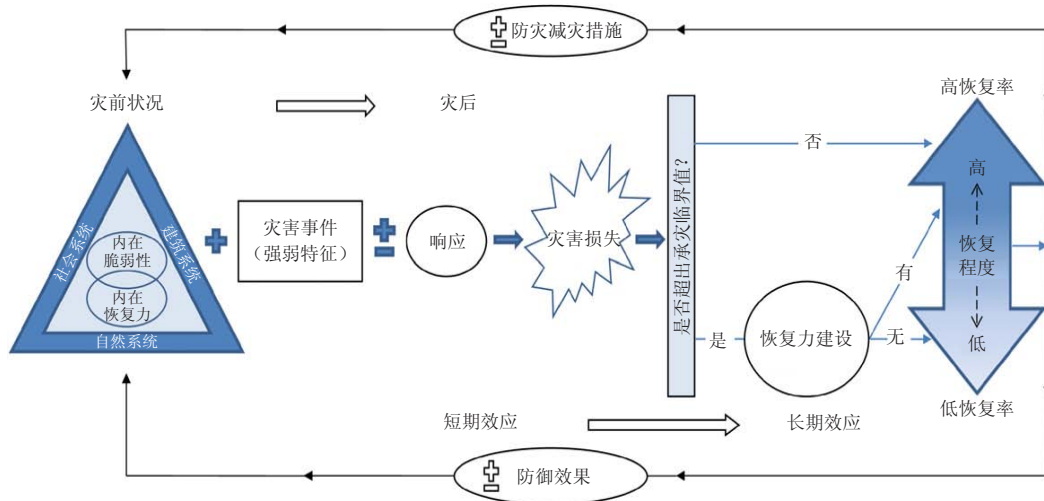 防灾减灾措施
灾前状况
灾后
高恢复率
社会系统
建筑系统
自然系统
内在
脆弱性
内在
恢复力
灾害事件
（强弱特征）
响应
灾害损失
是否超出承灾临界值？
否
是
恢复力建设
有
无
高
恢复
程度
低
低恢复率
短期效应
长期效应
防御效果